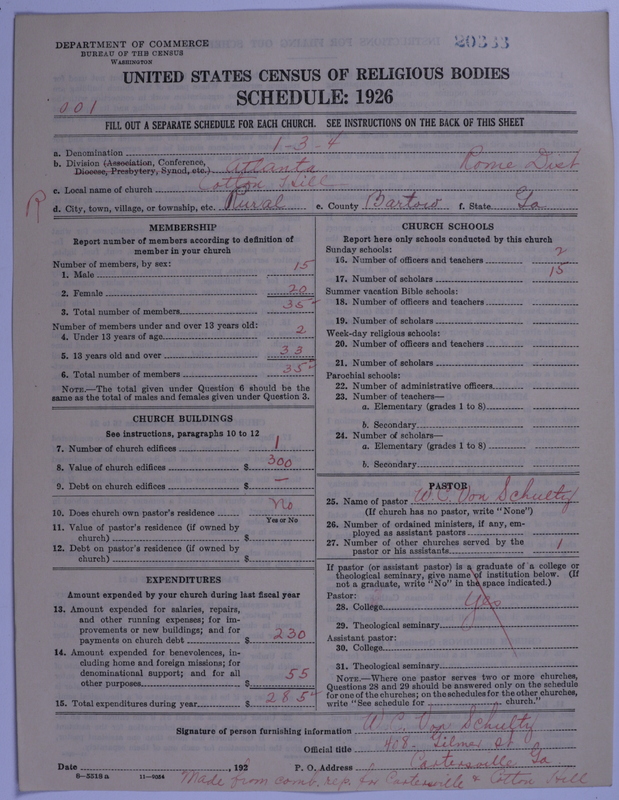 DEPARTMENT OF COMMERCE
BUREAU OF THE CENSUS
WASHINGTON
20333
UNITED STATES CENSUS OF RELIGIOUS BODIES
SCHEDULE: 1926
001
FILL OUT A SEPARATE SCHEDULE FOR EACH CHURCH. SEE INSTRUCTIONS ON THE BACK OF THIS SHEET
a. Denomination 1-3-4
b. Division (Association, Conference, Diocese, Presbytery, Synod, etc.) Atlanta Rome Dist
c. Local name of church Cotton Hill
R
d. City, town, village, or township, etc. Rural e. County Bartow f. State Ga
MEMBERSHIP
Report number of members according to definition of
member in your church
Number of members, by sex:
1. Male 15
2. Female 20
3. Total number of members 35
Number of members under and over 13 years old:
4. Under 13 years of age 2
5. 13 years old and over 33
6. Total number of members 35
NOTE.—The total given under Question 6 should be
same as the total of males and females given under Question 3.
CHURCH BUILDINGS
See instructions, paragraphs 10 to 12
7. Number of church edifices 1
8. Value of church edifices $ 300
9. Debt on church edifices $ —
10. Does church own pastor's residence No
Yes or No
11. Value of pastor's residence (if owned by
church) $
12. Debt on pastor's residence (if owned by
church) $
EXPENDITURES
Amount expended by your church during last fiscal year
13. Amount expended for salaries, repairs,
and other running expenses; for im-
provements or new buildings; and for
payments on church debt $ 230
14. Amount expended for benevolences, in-
cluding home and foreign missions; for
denominational support; and for all
other purposes $ 55
15. Total expenditures during year $ 285
CHURCH SCHOOLS
Report here only schools conducted by this church
Sunday schools:
16. Number of officers and teachers 2
17. Number of scholars 15
Summer vacation Bible schools:
18. Number of officers and teachers
19. Number of scholars
Week-day religious schools:
20. Number of officers and teachers
21. Number of scholars
Parochial schools:
22. Number of administrative officers
23. Number of teachers—
a. Elementary (grades 1 to 8)
b. Secondary
24. Number of scholars—
a. Elementary (grades 1 to 8)
b. Secondary
PASTOR
25. Name of pastor W. C. Von Schulty
(If church has no pastor, write "None")
26. Number of ordained ministers, if any, em-
ployed as assistant pastors
27. Number of other churches served by the
pastor or his assistants 1
If pastor (or assistant pastor) is a graduate of a college or
theological seminary, give name of institution below. (If
not a graduate, write "No" in the space indicated.)
Pastor:
28. College Yes
29. Theological seminary
Assistant pastor:
30. College
31. Theological seminary
NOTE.—Where one pastor serves two or more churches,
Questions 28 and 29 should be answered only on the schedule
for one of the churches; on the schedules for the other churches,
write "See schedule for church."
Signature of person furnishing information W. C. Von Schulty
Official title 408 Gilmer St
Date , 192 P. O. Address Cartersville Ga
6—5518 a 11—9054
Made from comb. rep. for Cartersville & Cotton Hill